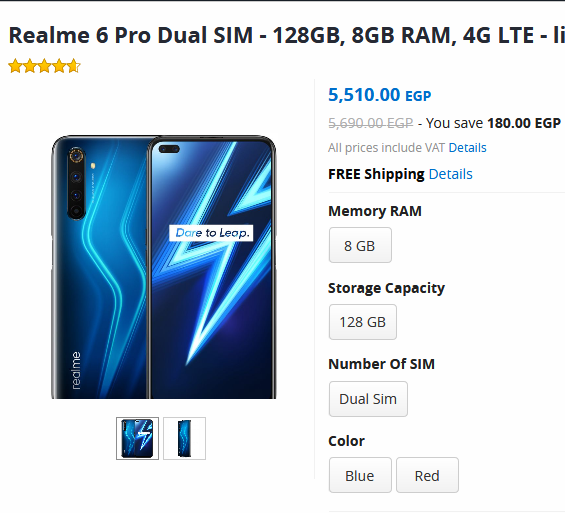 Realme 6 Pro Dual SIM - 128GB, 8GB RAM, 4G LTE - li
5,510.00 EGP
5,690.00 EGP - You save 180.00 EGP
All prices include VAT Details
FREE Shipping Details
Memory RAM
8 GB
Storage Capacity
128 GB
Number Of SIM
Dual Sim
Color
Blue Red
Dare to Leap.
realme